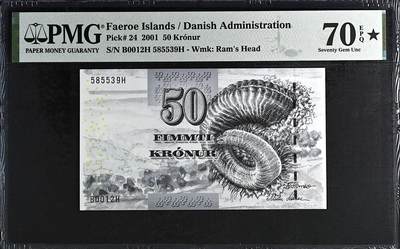 PMG
PAPER MONEY GUARANTY
Faeroe Islands / Danish Administration
Pick# 24 2001 50 Krónur
S/N B0012H 585539H - Wmk: Ram's Head
70 EPQ ★
Seventy Gem Unc
585539H
50
FIMMTI
KRÓNUR
B0012H